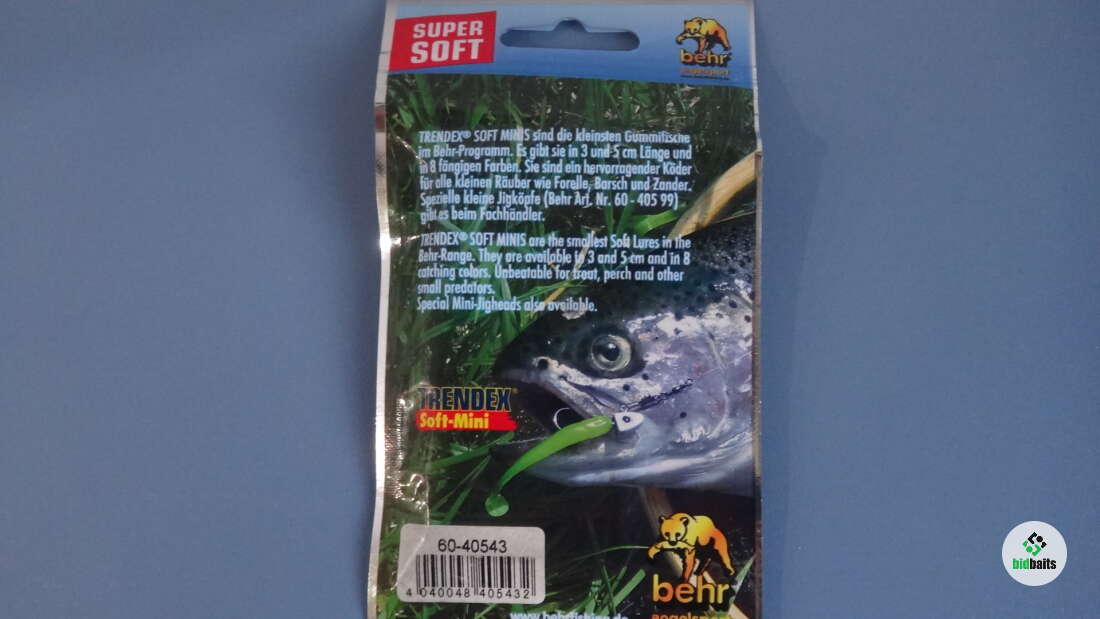 SUPER
SOFT
behr
TRENDEX® SOFT MINIS sind die kleinsten Gummifische
im Behr-Programm. Es gibt sie in 3 und 5 cm Länge und
in 8 fängigen Farben. Sie sind ein hervorragender Köder
für alle kleinen Räuber wie Forelle, Barsch und Zander.
Spezielle kleine Jigköpfe (Behr Art. Nr. 60 - 405 99)
gibt es beim Fachhändler.
TRENDEX® SOFT MINIS are the smallest Soft Lures in the
Behr-Range. They are available in 3 and 5 cm and in 8
catching colors. Unbeatable for trout, perch and other
small predators.
Special Mini-Jigheads also available.
TRENDEX®
Soft-Mini
60-40543
4 040048 405432
behr
angelsport
www.behrfishing.de
bidbaits